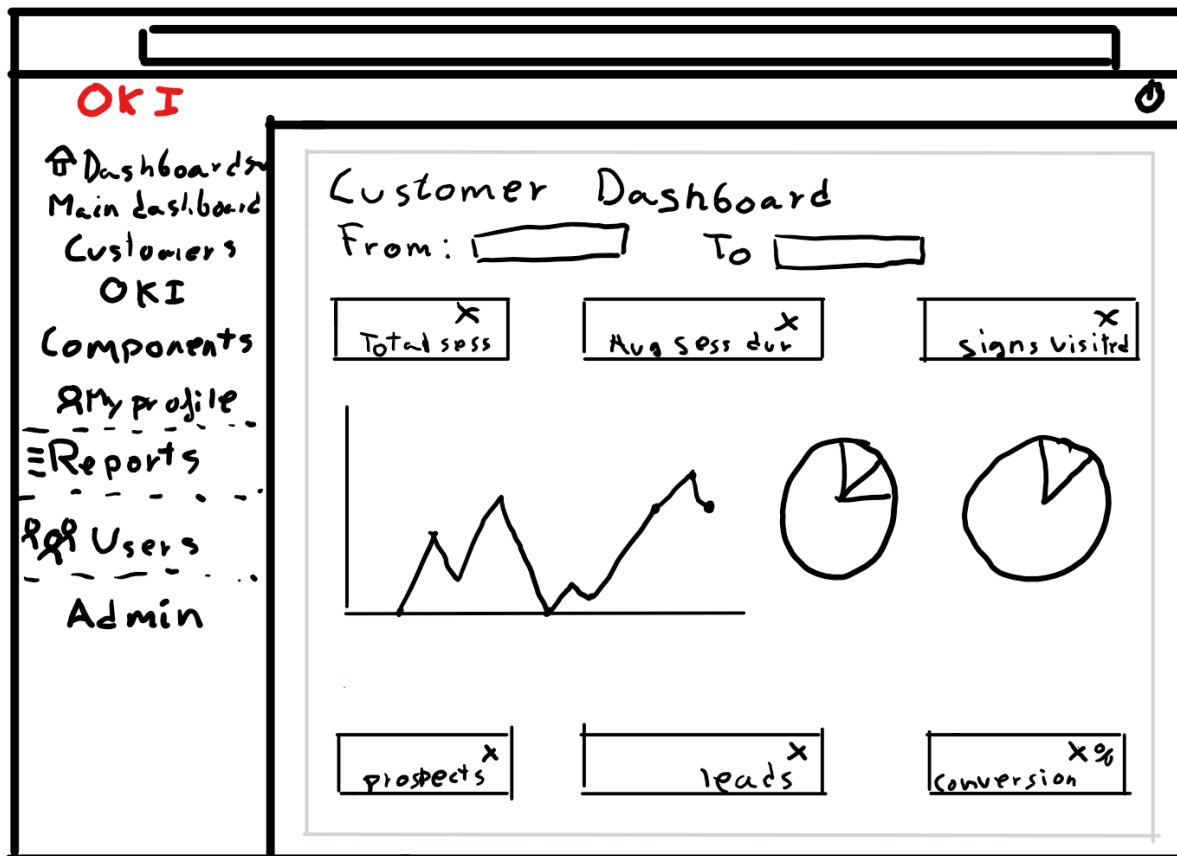 OKI
Dashboards
Main dashboard
Customers
OKI
Components
My profile
Reports
Users
Admin
Customer Dashboard
From: To
X X X
Total sess Avg sess dur signs visited
X X X%
prospects leads conversion